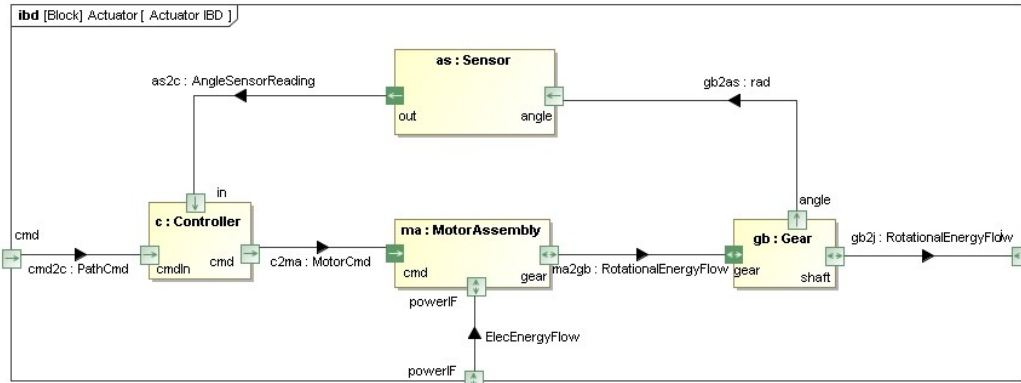 ibd [Block] Actuator [ Actuator IBD ]
as : Sensor
as2c : AngleSensorReading
gb2as : rad
out
angle
in
angle
c : Controller
ma : MotorAssembly
gb : Gear
cmd
gb2j : RotationalEnergyFlow
cmdIn
cmd
cmd2c : PathCmd
c2ma : MotorCmd
cmd
gear
ma2gb : RotationalEnergyFlow
gear
shaft
powerIF
ElecEnergyFlow
powerIF